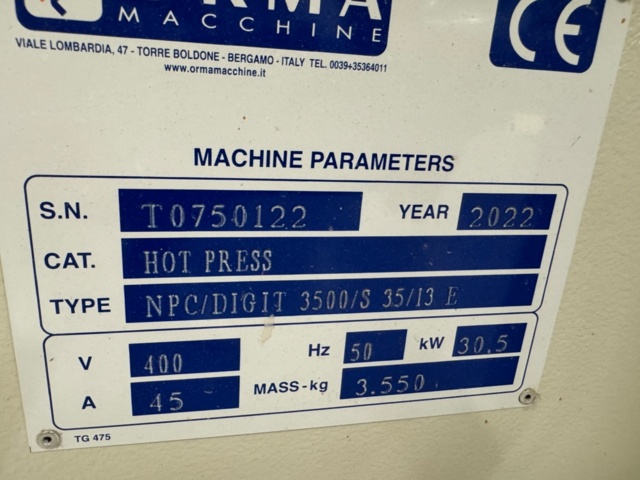 ORMA
MACCHINE
CE
VIALE LOMBARDIA, 47 - TORRE BOLDONE - BERGAMO - ITALY TEL. 0039+35364011
www.ormamacchine.it
MACHINE PARAMETERS
S.N. T0750122 YEAR 2022
CAT. HOT PRESS
TYPE NPC/DIGIT 3500/S 35/13 E
V 400 Hz 50 kW 30.5
A 45 MASS-kg 3.550
TG 475